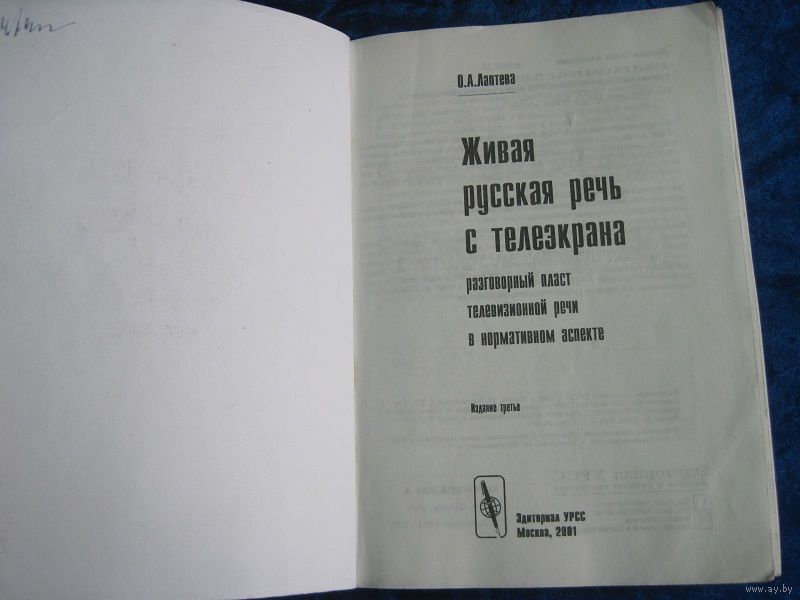 О.А.Лаптева
Живая
русская речь
с телеэкрана
разговорный пласт
телевизионной речи
в нормативном аспекте
Издание третье
Эдиториал УРСС
Москва, 2001
www.ay.by